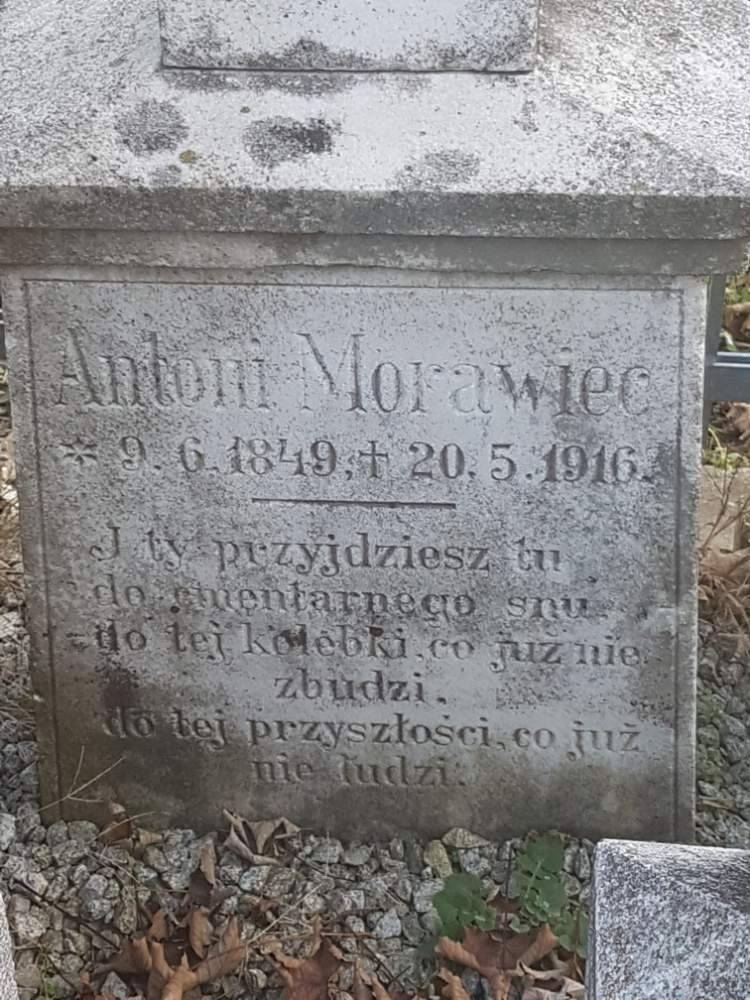 Antoni Morawiec
* 9. 6. 1849, † 20. 5. 1916.
J ty przyjdziesz tu
do cmentarnego snu,
do tej kolebki, co już nie
zbudzi,
do tej przyszłości, co już
nie łudzi.